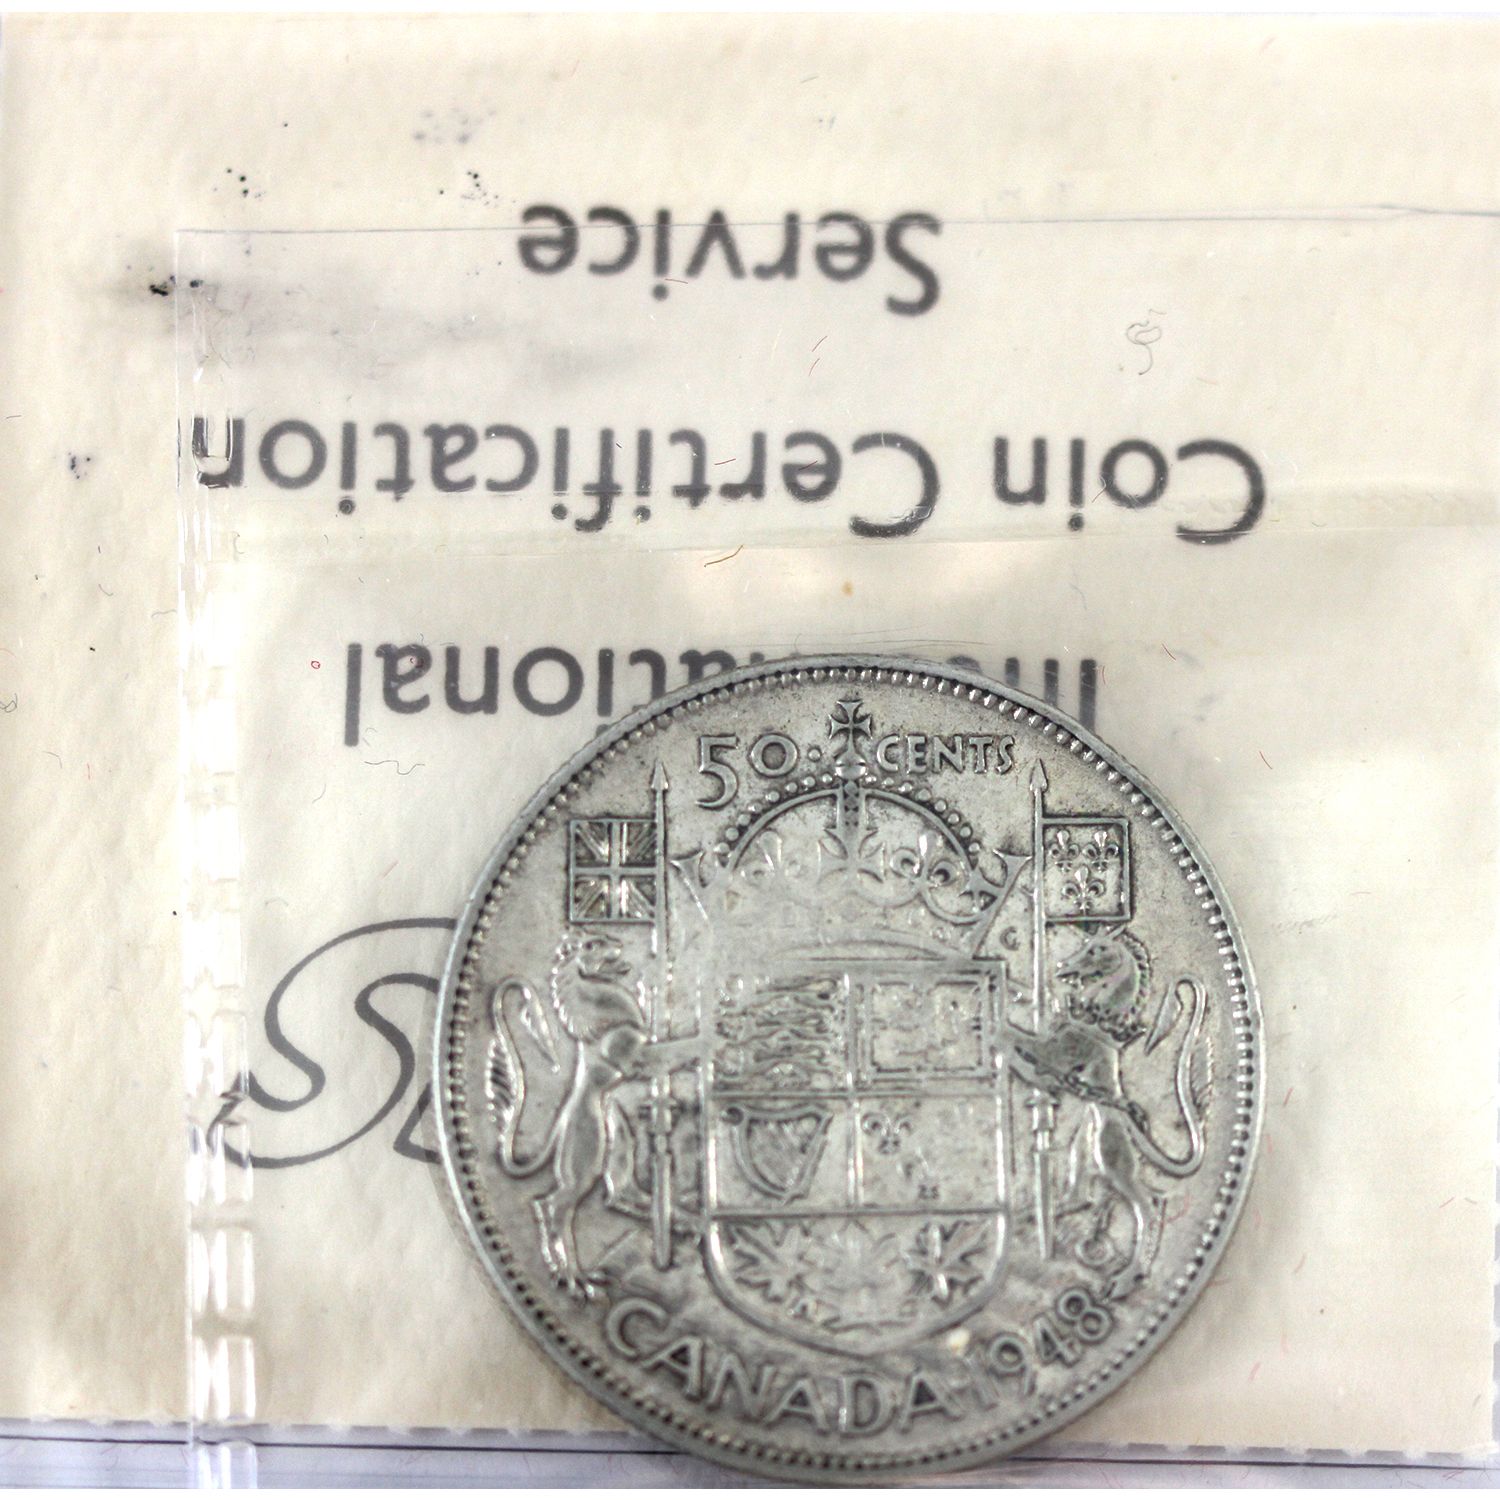 International
Coin Certification
Service
50 CENTS
CANADA 1948